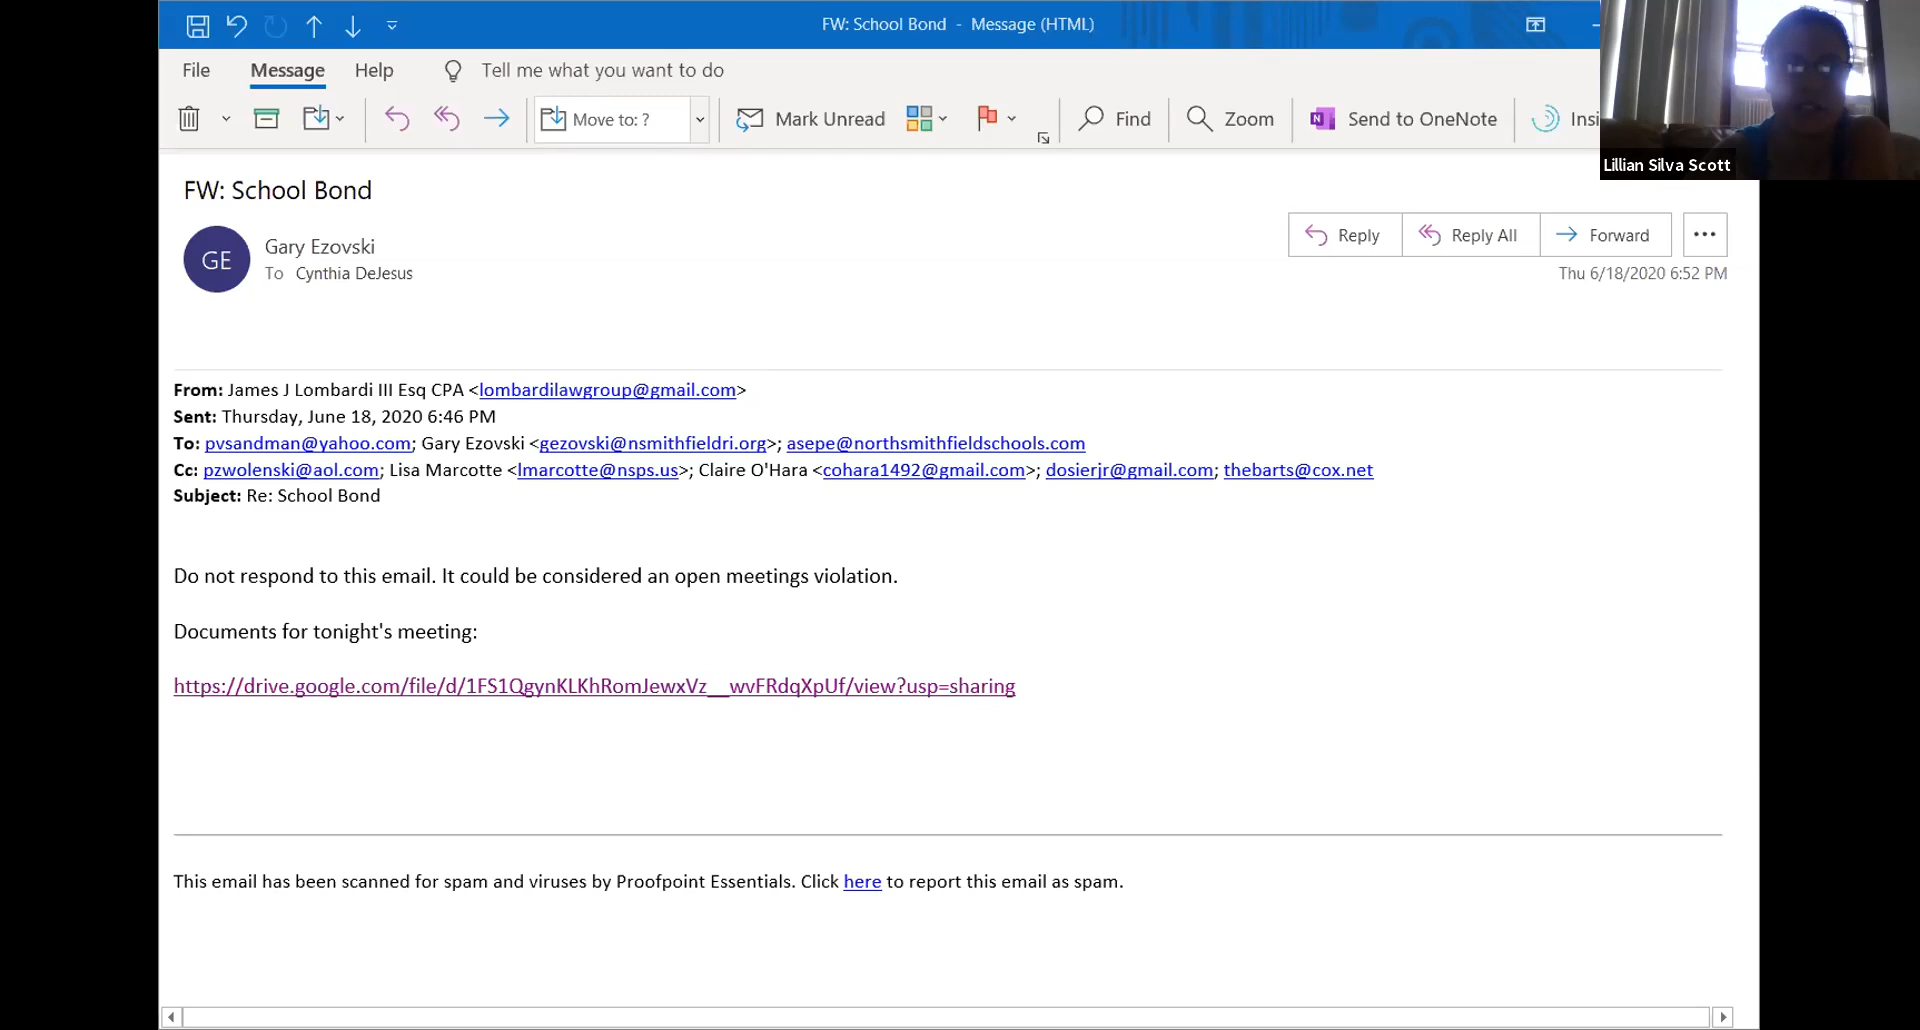 FW: School Bond - Message (HTML)
File Message Help Tell me what you want to do
Move to: ? Mark Unread Find Zoom Send to OneNote Insi
Lillian Silva Scott
FW: School Bond
GE
Gary Ezovski
To Cynthia DeJesus
Reply Reply All Forward
Thu 6/18/2020 6:52 PM
From: James J Lombardi III Esq CPA <lombardilawgroup@gmail.com>
Sent: Thursday, June 18, 2020 6:46 PM
To: pvsandman@yahoo.com; Gary Ezovski <gezovski@nsmithfieldri.org>; asepe@northsmithfieldschools.com
Cc: pzwolenski@aol.com; Lisa Marcotte <lmarcotte@nsps.us>; Claire O'Hara <cohara1492@gmail.com>; dosierjr@gmail.com; thebarts@cox.net
Subject: Re: School Bond
Do not respond to this email. It could be considered an open meetings violation.
Documents for tonight's meeting:
https://drive.google.com/file/d/1FS1QgynKLKhRomJewxVz__wvFRdqXpUf/view?usp=sharing
This email has been scanned for spam and viruses by Proofpoint Essentials. Click here to report this email as spam.